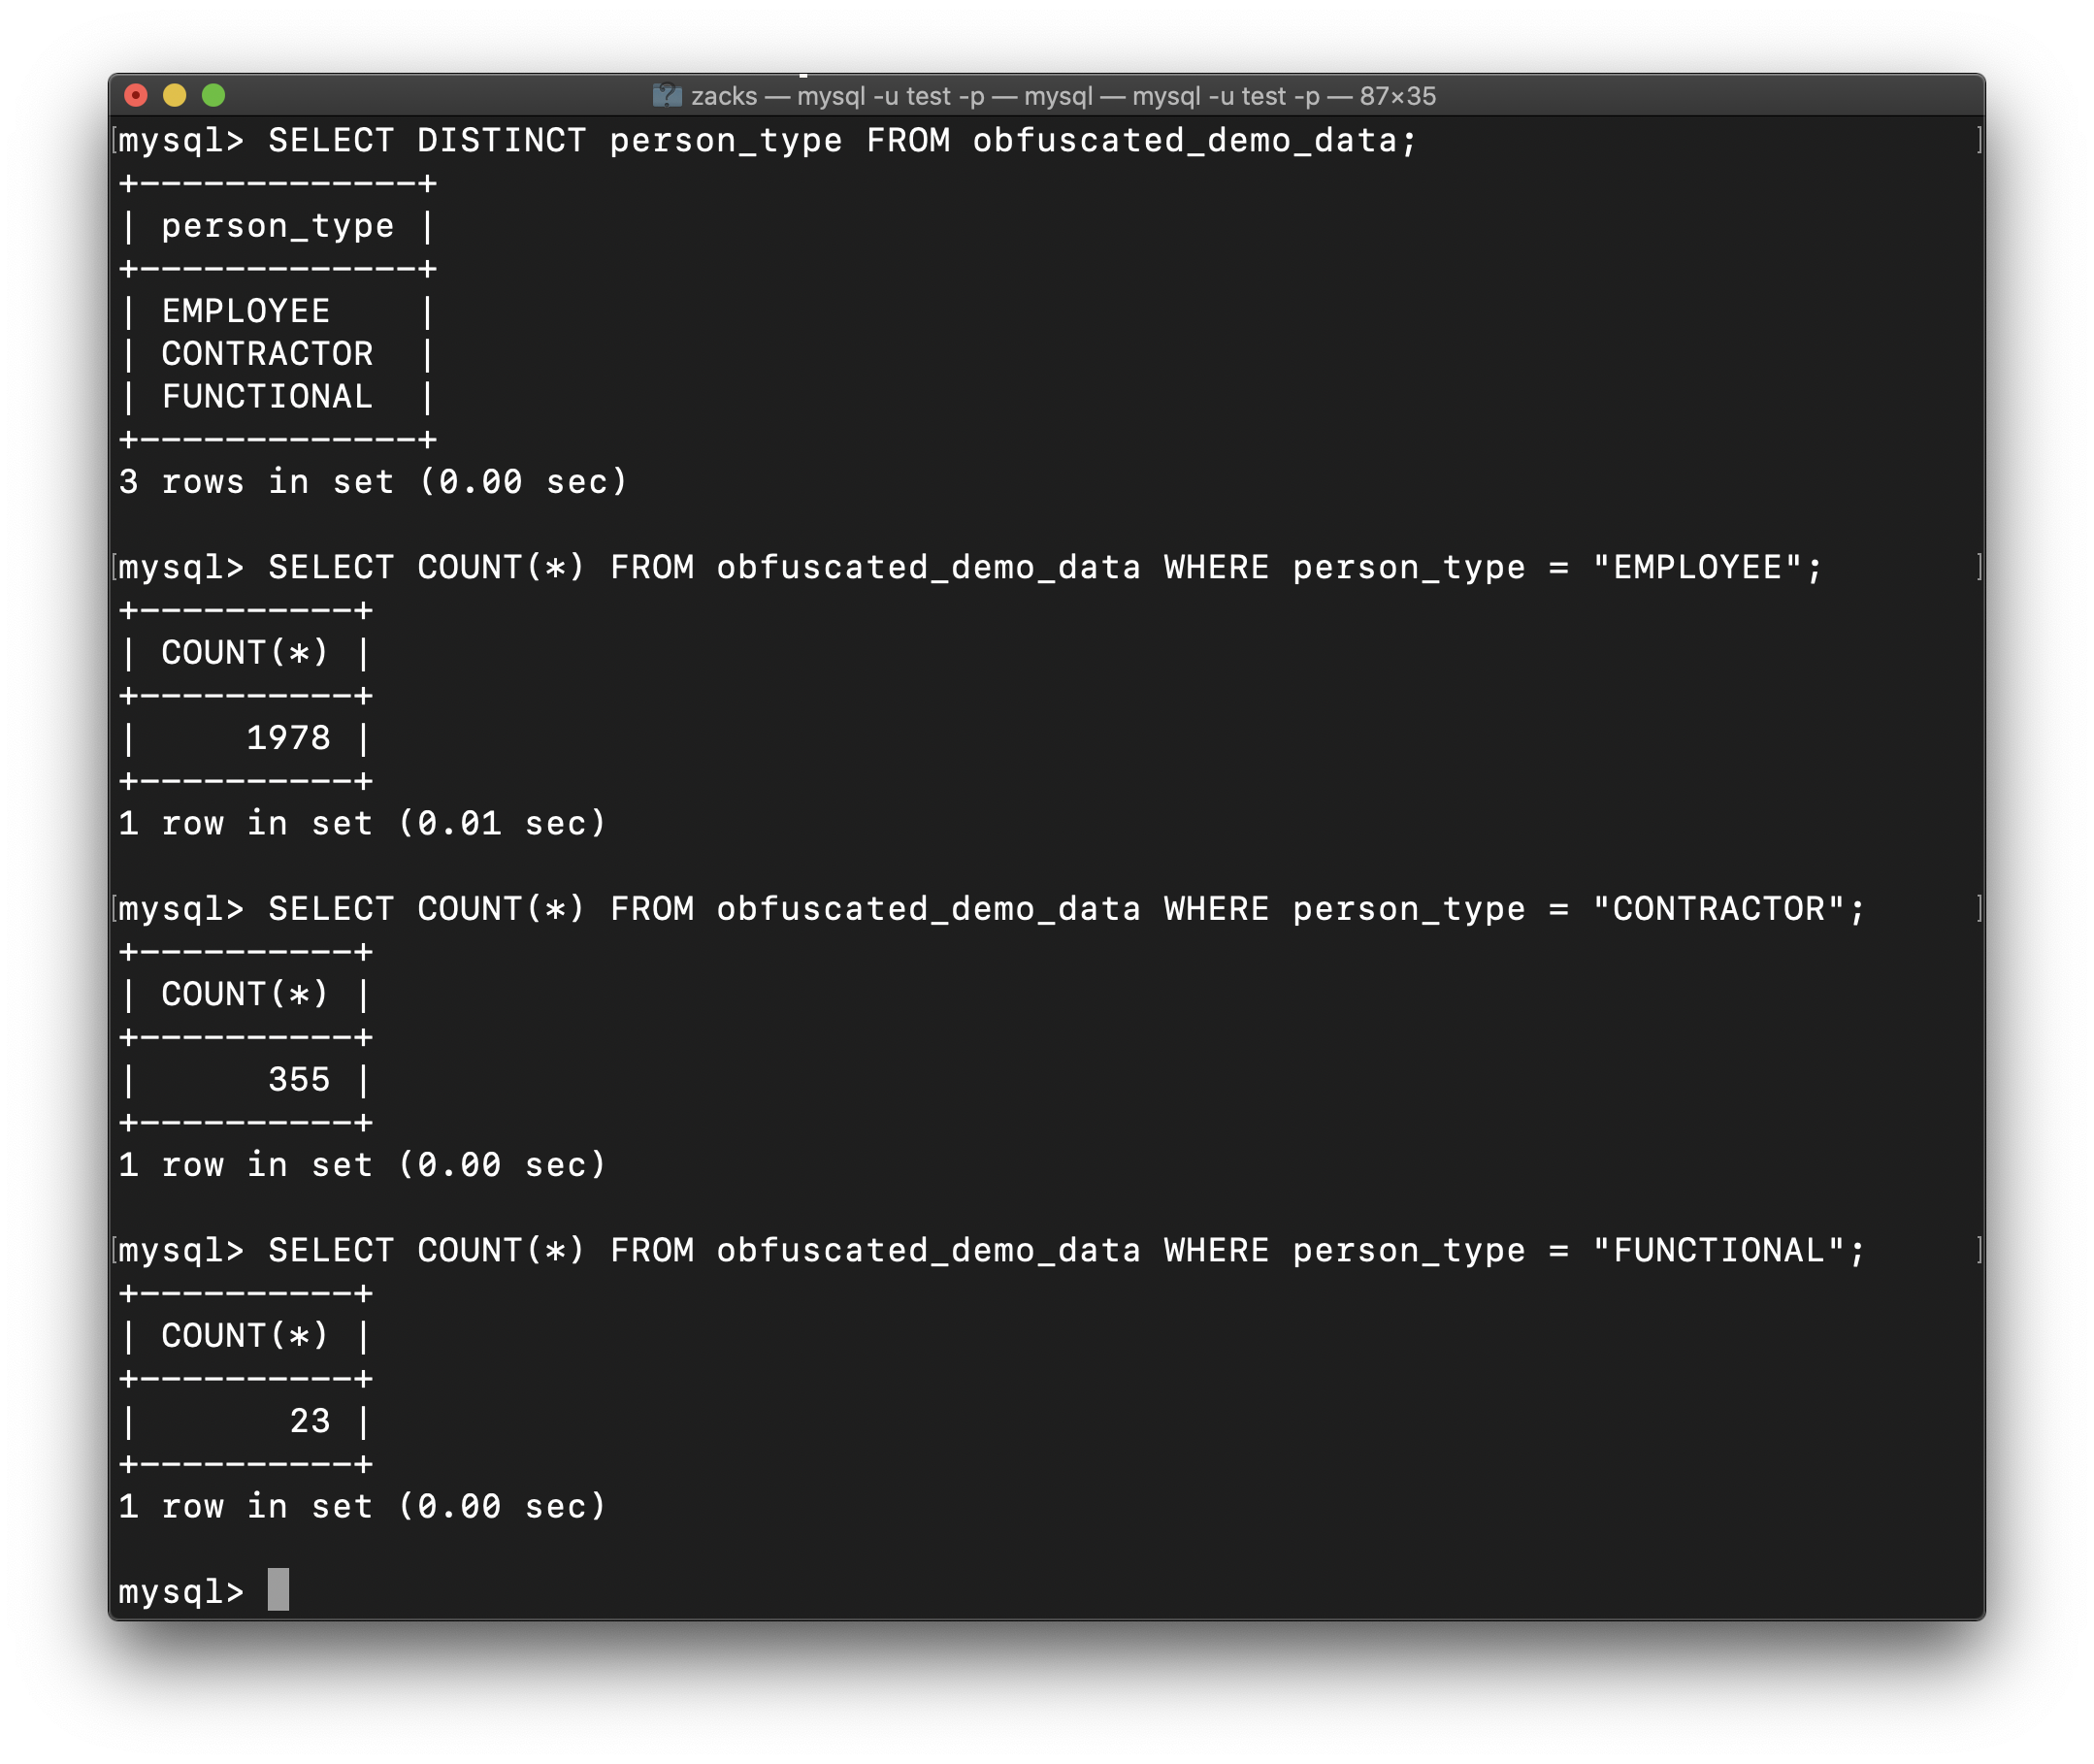 zacks — mysql -u test -p — mysql — mysql -u test -p — 87×35
[mysql> SELECT DISTINCT person_type FROM obfuscated_demo_data; ]
+-------------+
| person_type |
+-------------+
| EMPLOYEE    |
| CONTRACTOR  |
| FUNCTIONAL  |
+-------------+
3 rows in set (0.00 sec)
[mysql> SELECT COUNT(*) FROM obfuscated_demo_data WHERE person_type = "EMPLOYEE"; ]
+----------+
| COUNT(*) |
+----------+
|     1978 |
+----------+
1 row in set (0.01 sec)
[mysql> SELECT COUNT(*) FROM obfuscated_demo_data WHERE person_type = "CONTRACTOR"; ]
+----------+
| COUNT(*) |
+----------+
|      355 |
+----------+
1 row in set (0.00 sec)
[mysql> SELECT COUNT(*) FROM obfuscated_demo_data WHERE person_type = "FUNCTIONAL"; ]
+----------+
| COUNT(*) |
+----------+
|       23 |
+----------+
1 row in set (0.00 sec)
mysql>